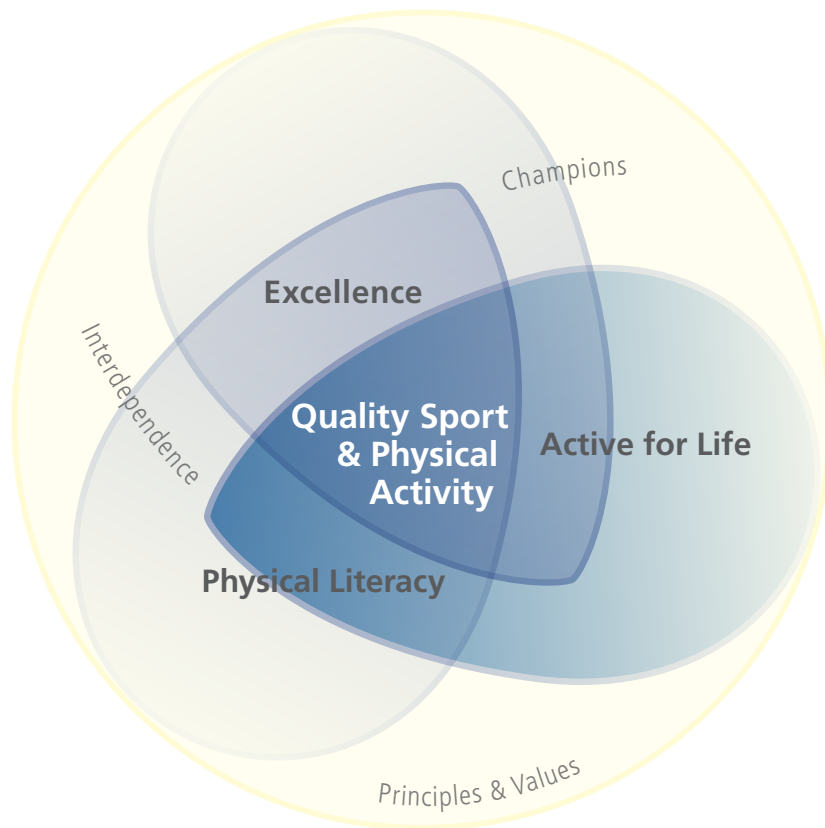 Champions
Excellence
Interdependence
Quality Sport
& Physical
Activity
Active for Life
Physical Literacy
Principles & Values